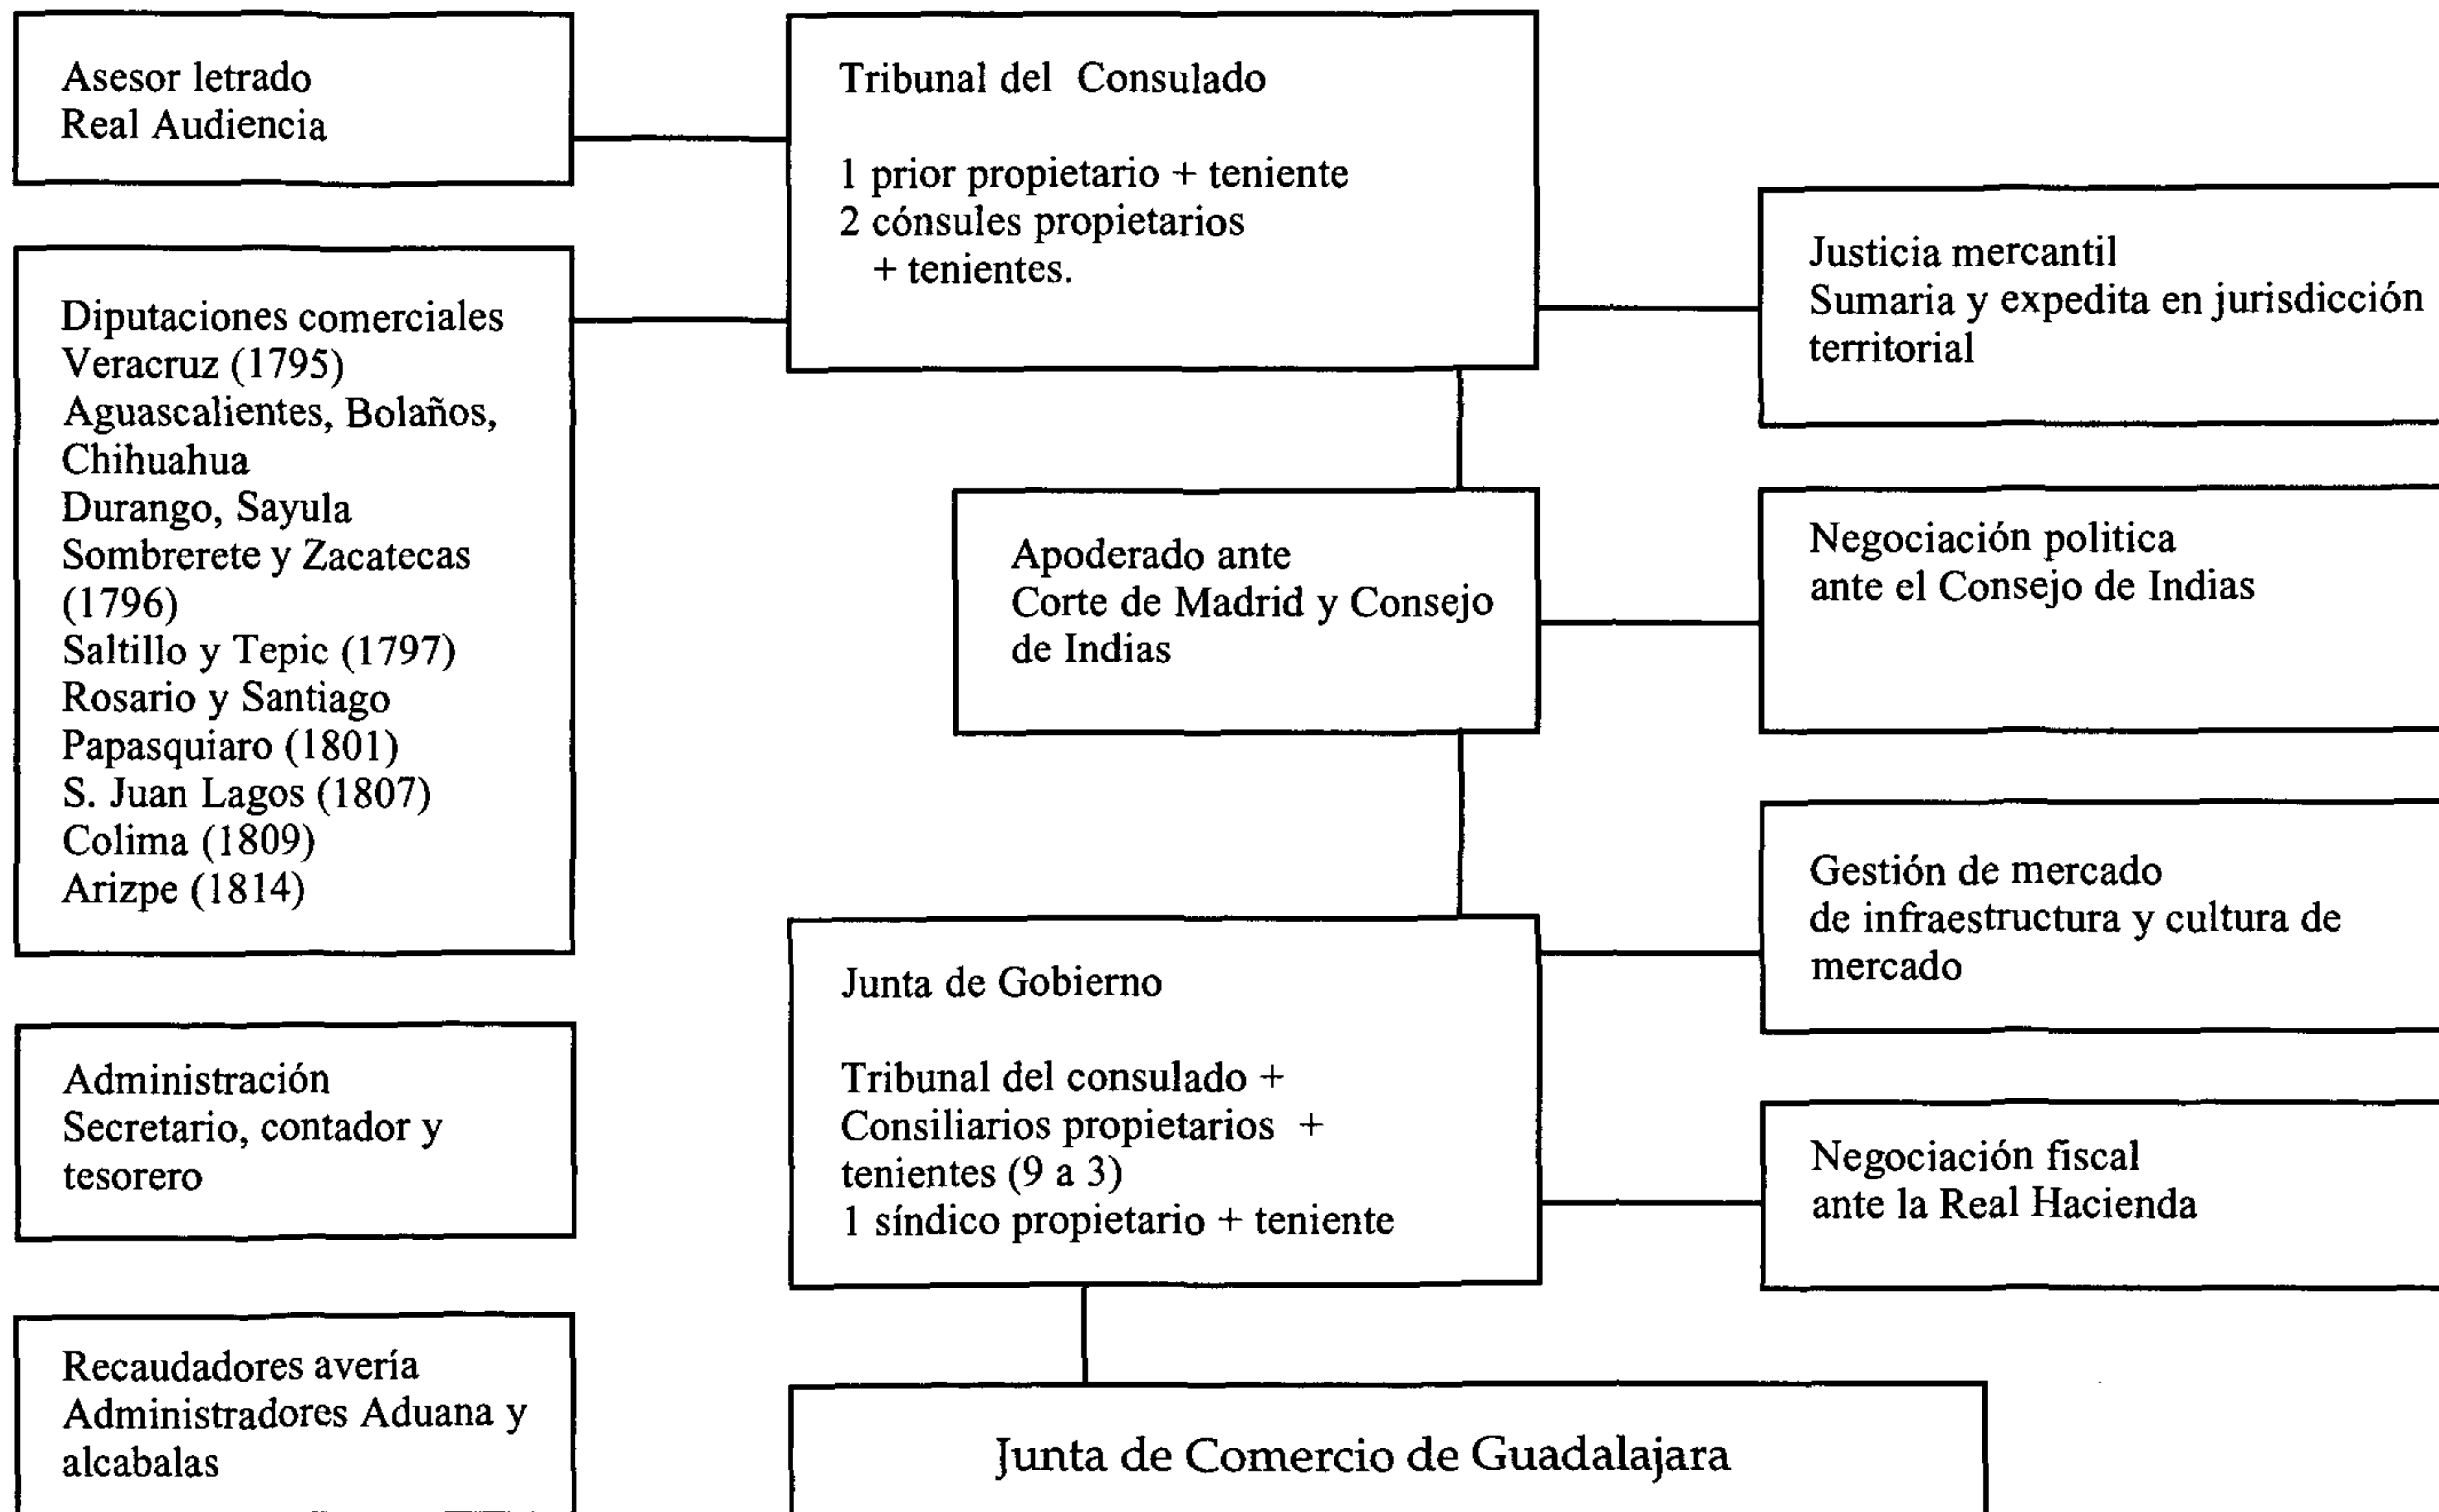 Asesor letrado
Real Audiencia
Tribunal del Consulado
1 prior propietario + teniente
2 cónsules propietarios
+ tenientes.
Diputaciones comerciales
Veracruz (1795)
Aguascalientes, Bolaños,
Chihuahua
Durango, Sayula
Sombrerete y Zacatecas
(1796)
Saltillo y Tepic (1797)
Rosario y Santiago
Papasquiaro (1801)
S. Juan Lagos (1807)
Colima (1809)
Arizpe (1814)
Justicia mercantil
Sumaria y expedita en jurisdicción
territorial
Apoderado ante
Corte de Madrid y Consejo
de Indias
Negociación politica
ante el Consejo de Indias
Gestión de mercado
de infraestructura y cultura de
mercado
Junta de Gobierno
Tribunal del consulado +
Consiliarios propietarios +
tenientes (9 a 3)
1 síndico propietario + teniente
Administración
Secretario, contador y
tesorero
Negociación fiscal
ante la Real Hacienda
Recaudadores avería
Administradores Aduana y
alcabalas
Junta de Comercio de Guadalajara